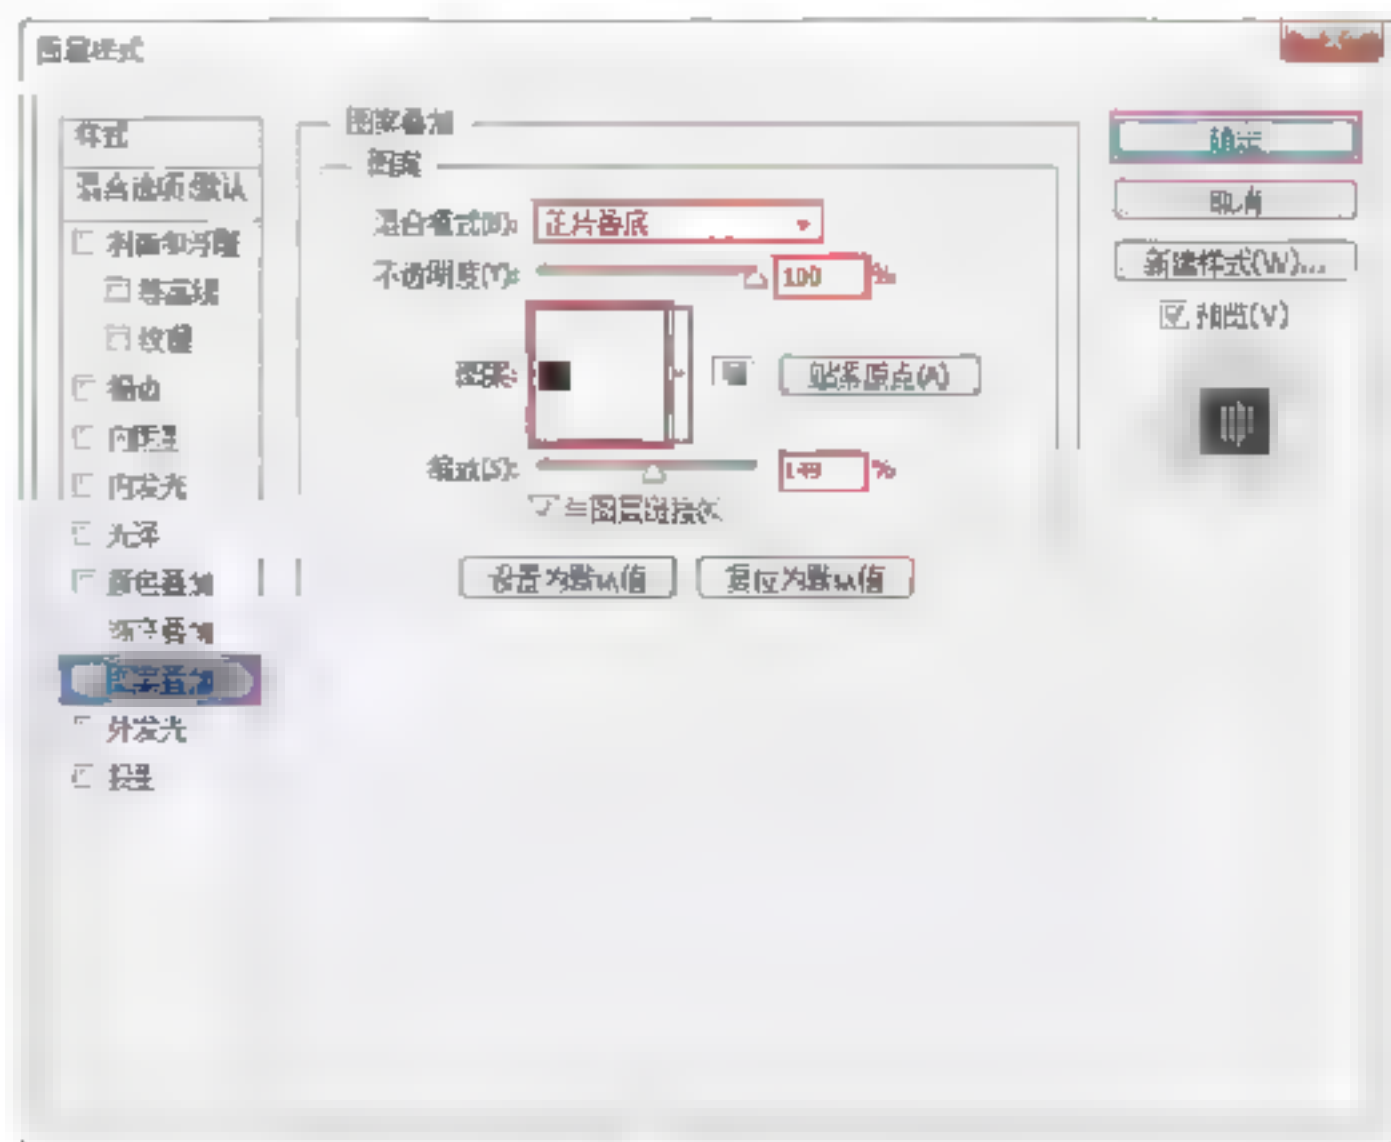 图层样式
样式
混合选项:默认
斜面和浮雕
等高线
纹理
描边
内阴影
内发光
光泽
颜色叠加
渐变叠加
图案叠加
外发光
投影
图案叠加
图案
混合模式(B):
正片叠底
不透明度(Y):
100
%
图案:
贴紧原点(A)
缩放(S):
%
与图层链接(K)
设置为默认值
复位为默认值
确定
取消
新建样式(W)...
预览(V)